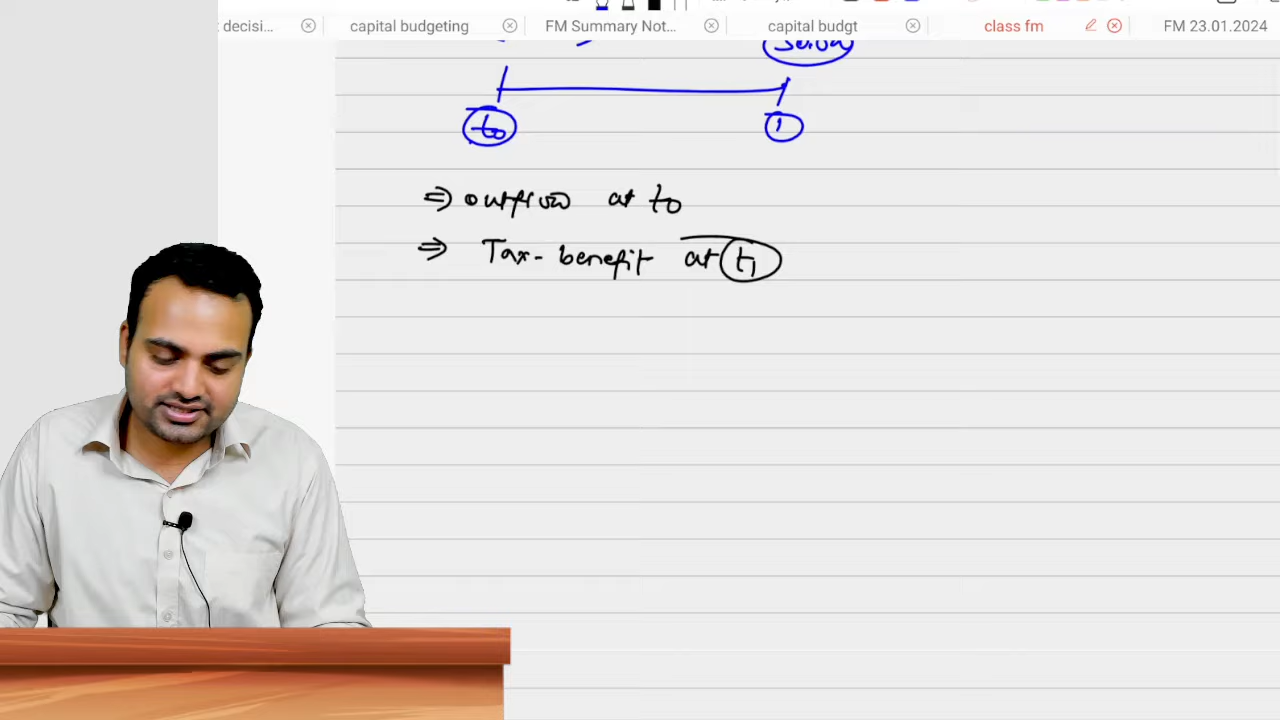 t decisi...
capital budgeting
FM Summary Not...
capital budgt
class fm
FM 23.01.2024
t0
1
⇒ outflow at t0
⇒ Tax-benefit at t1